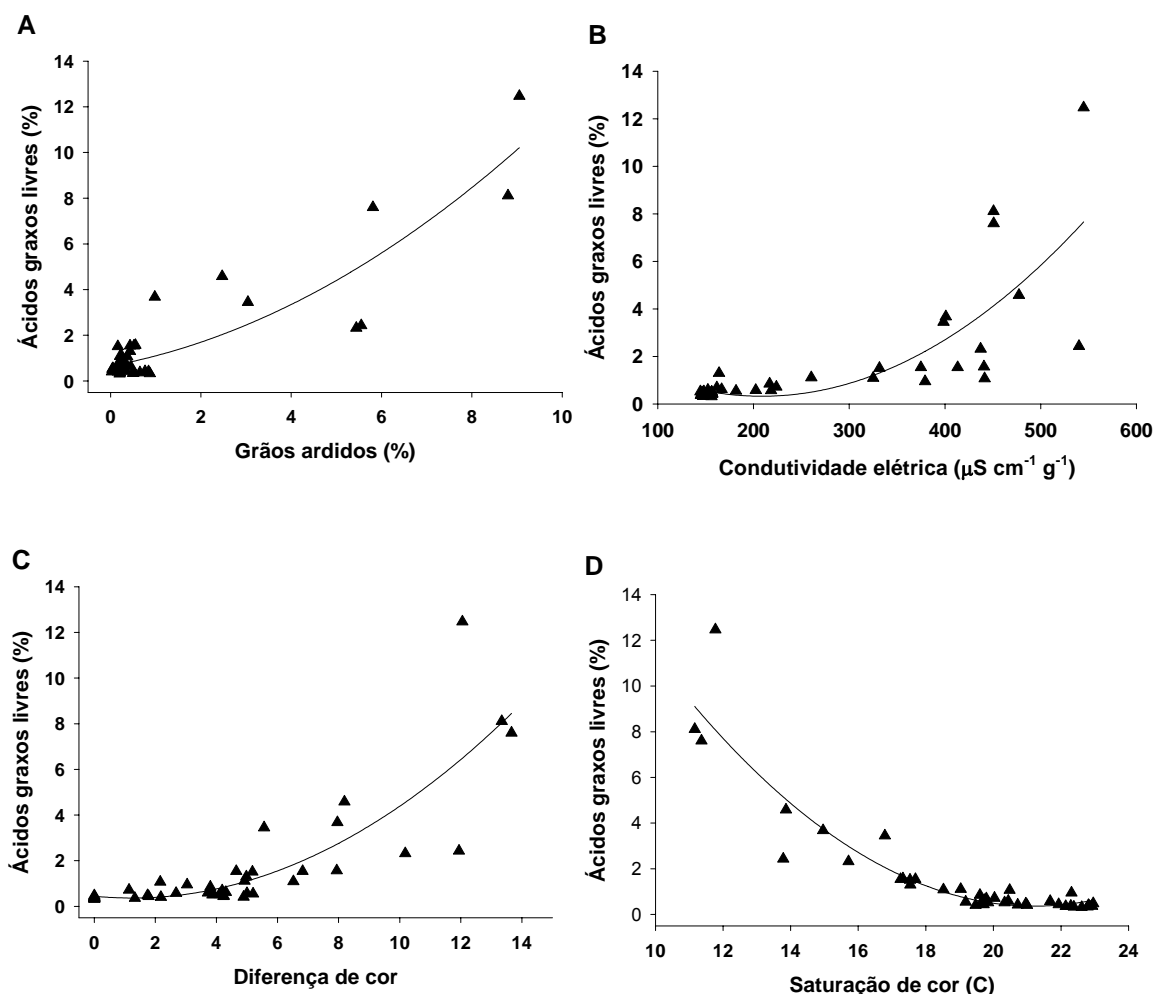 A
14
12
10
8
6
4
2
0
Ácidos graxos livres (%)
0 2 4 6 8 10
Grãos ardidos (%)
B
14
12
10
8
6
4
2
0
Ácidos graxos livres (%)
100 200 300 400 500 600
Condutividade elétrica (μS cm⁻¹ g⁻¹)
C
14
12
10
8
6
4
2
0
Ácidos graxos livres (%)
0 2 4 6 8 10 12 14
Diferença de cor
D
14
12
10
8
6
4
2
0
Ácidos graxos livres (%)
10 12 14 16 18 20 22 24
Saturação de cor (C)